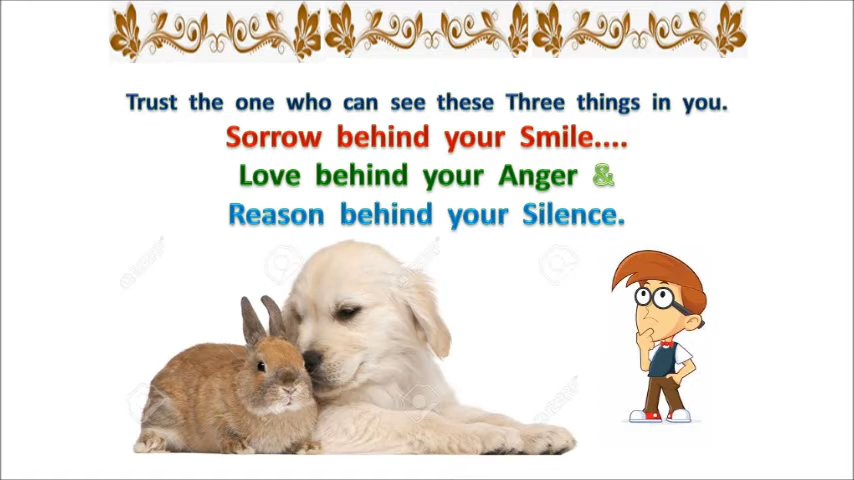 Trust the one who can see these Three things in you.
Sorrow behind your Smile....
Love behind your Anger &
Reason behind your Silence.